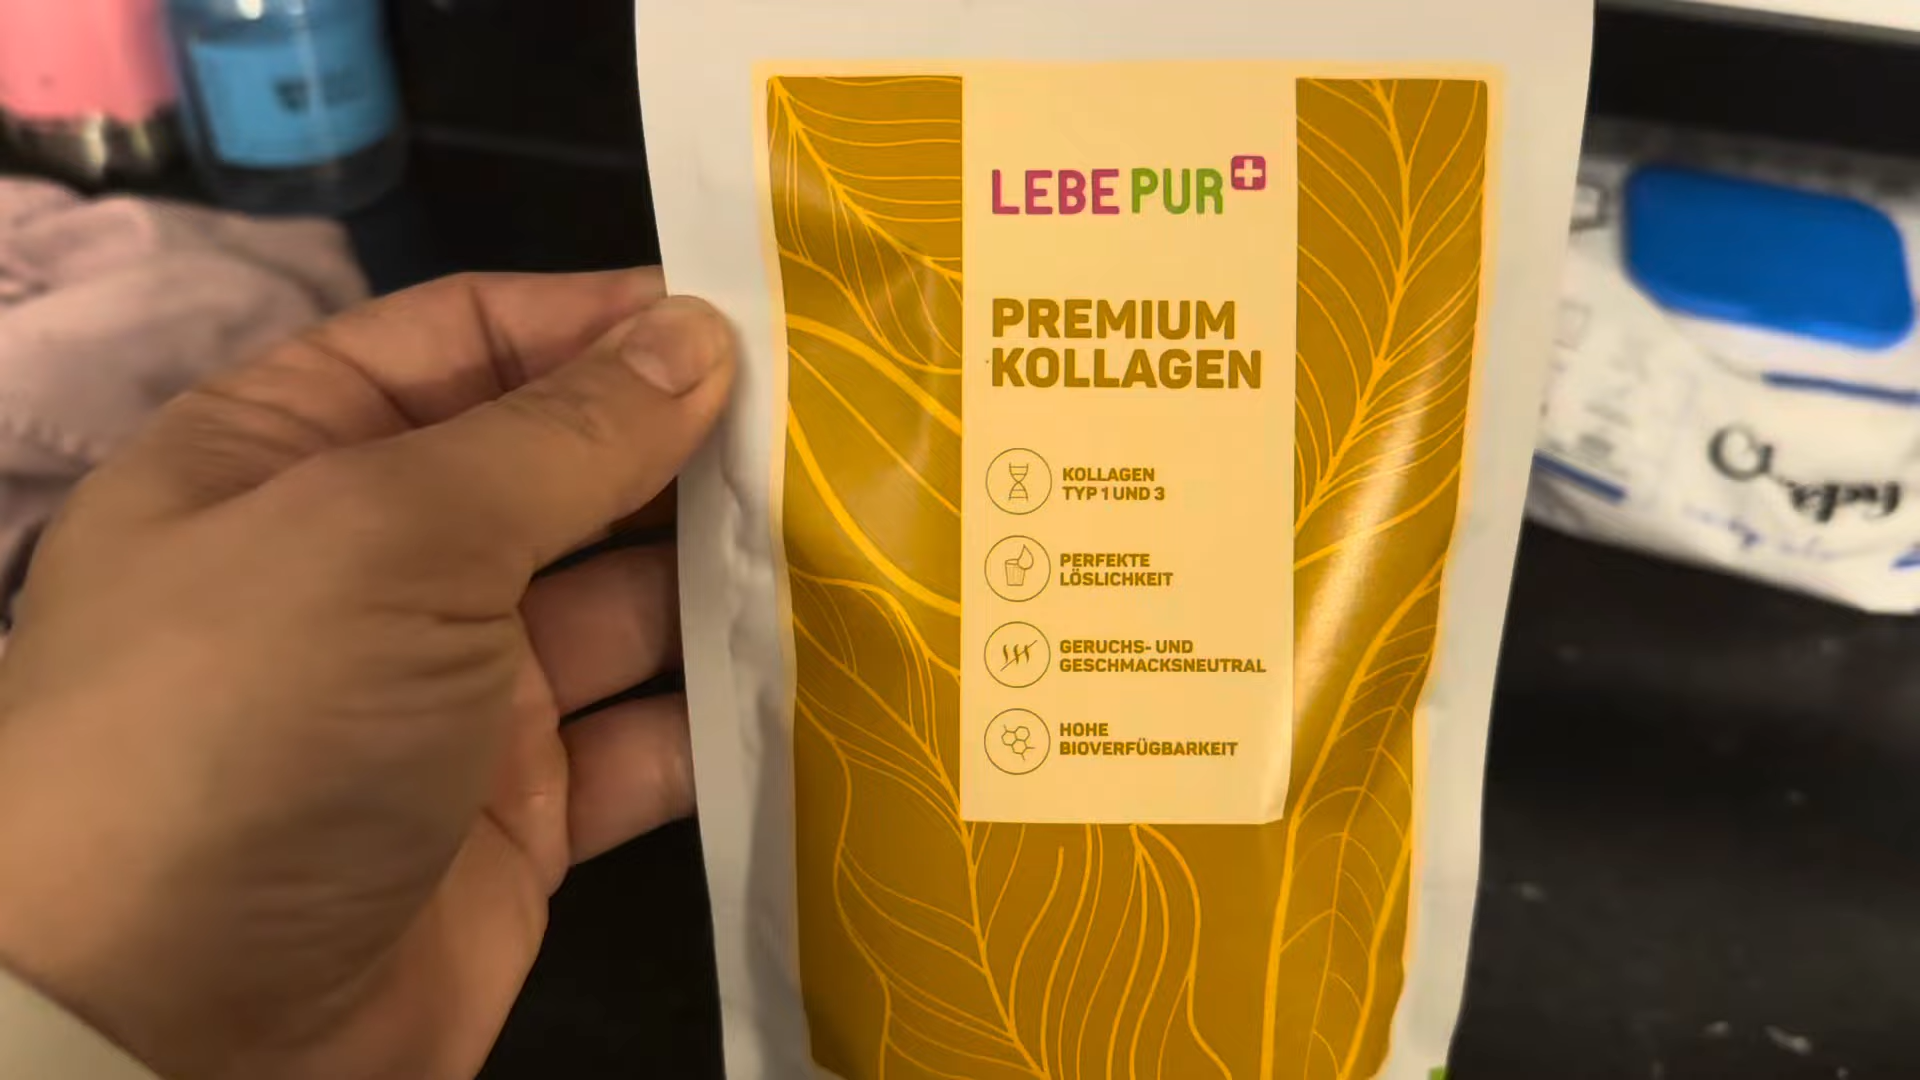 LEBE PUR
PREMIUM
KOLLAGEN
KOLLAGEN
TYP 1 UND 3
PERFEKTE
LÖSLICHKEIT
GERUCHS- UND
GESCHMACKSNEUTRAL
HOHE
BIOVERFÜGBARKEIT